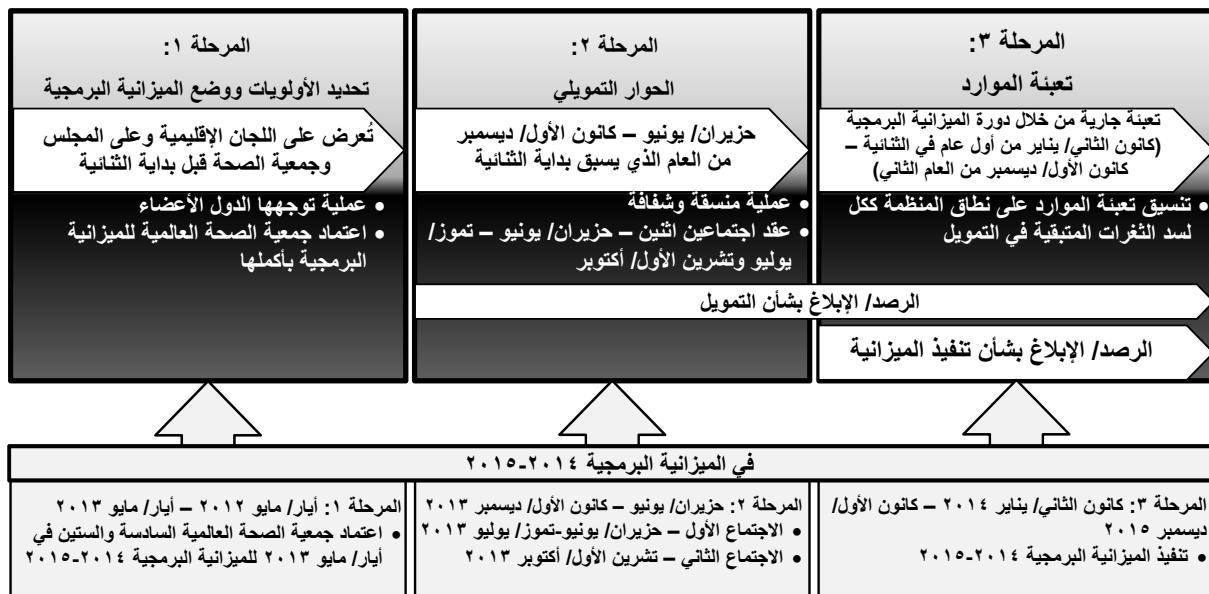 المرحلة ١:
تحديد الأولويات ووضع الميزانية البرمجية
تُعرض على اللجان الإقليمية وعلى المجلس
وجمعية الصحة قبل بداية الثنائية
• عملية توجهها الدول الأعضاء
• اعتماد جمعية الصحة العالمية للميزانية
البرمجية بأكملها
المرحلة ٢:
الحوار التمويلي
حزيران/ يونيو – كانون الأول/ ديسمبر
من العام الذي يسبق بداية الثنائية
• عملية منسقة وشفافة
• عقد اجتماعين اثنين – حزيران/ يونيو – تموز/
يوليو وتشرين الأول/ أكتوبر
المرحلة ٣:
تعبئة الموارد
تعبئة جارية من خلال دورة الميزانية البرمجية
(كانون الثاني/ يناير من أول عام في الثنائية –
كانون الأول/ ديسمبر من العام الثاني)
• تنسيق تعبئة الموارد على نطاق المنظمة ككل
لسد الثغرات المتبقية في التمويل
الرصد/ الإبلاغ بشأن التمويل
الرصد/ الإبلاغ بشأن تنفيذ الميزانية
في الميزانية البرمجية ٢٠١٤-٢٠١٥
المرحلة ١: أيار/ مايو ٢٠١٢ – أيار/ مايو ٢٠١٣
• اعتماد جمعية الصحة العالمية السادسة والستين في
أيار/ مايو ٢٠١٣ للميزانية البرمجية ٢٠١٤-٢٠١٥
المرحلة ٢: حزيران/ يونيو – كانون الأول/ ديسمبر ٢٠١٣
• الاجتماع الأول – حزيران/ يونيو-تموز/ يوليو ٢٠١٣
• الاجتماع الثاني – تشرين الأول/ أكتوبر ٢٠١٣
المرحلة ٣: كانون الثاني/ يناير ٢٠١٤ – كانون الأول/
ديسمبر ٢٠١٥
• تنفيذ الميزانية البرمجية ٢٠١٤-٢٠١٥